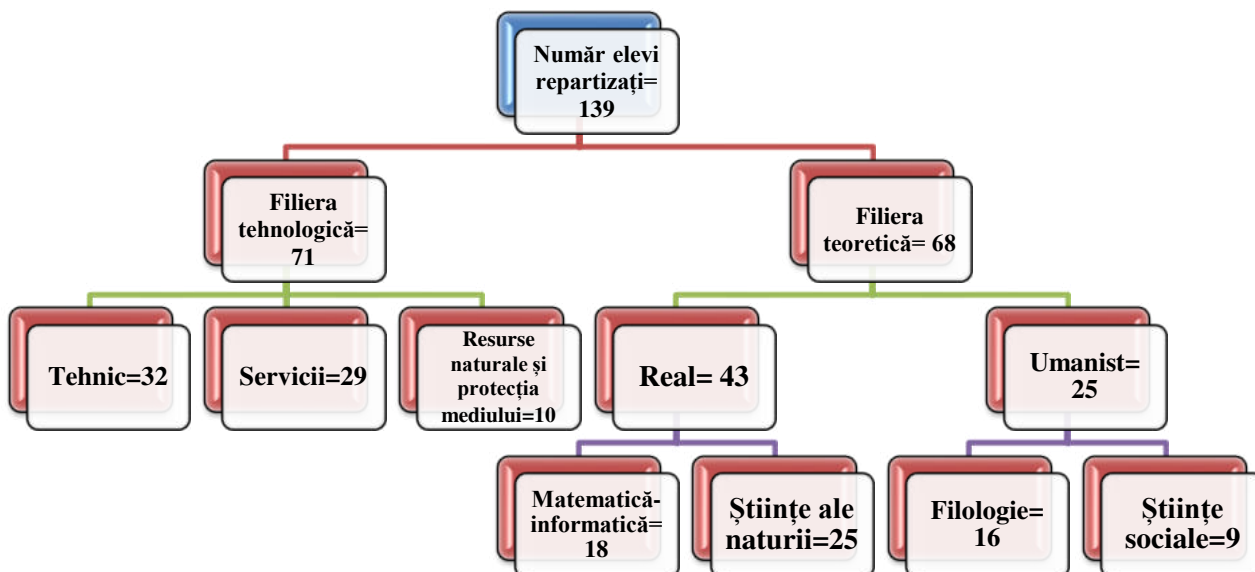 Număr elevi
repartizați=
139
Filiera
tehnologică=
71
Filiera
teoretică= 68
Tehnic=32
Servicii=29
Resurse
naturale și
protecția
mediului=10
Real= 43
Umanist=
25
Matematică-
informatică=
18
Științe ale
naturii=25
Filologie=
16
Științe
sociale=9